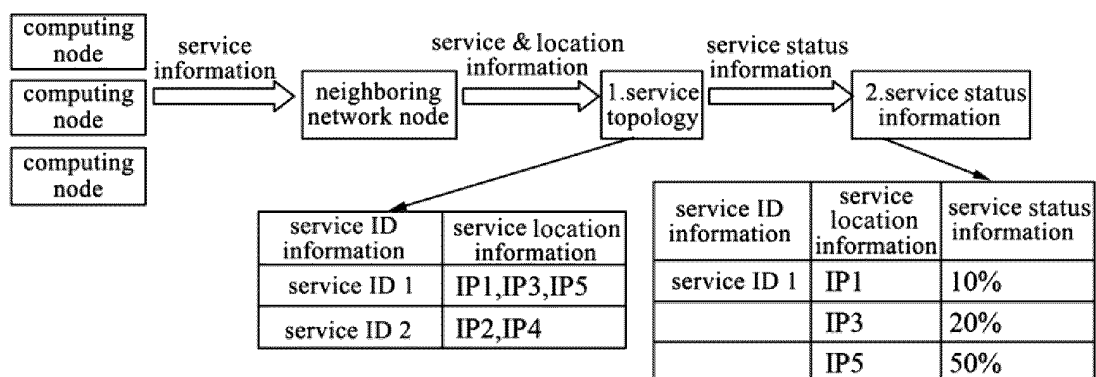 computing
node
computing
node
computing
node
service
information
neighboring
network node
service & location
information
1.service
topology
service status
information
2.service status
information
service ID
information
service location
information
service ID 1
IP1,IP3,IP5
service ID 2
IP2,IP4
service ID
information
service
location
information
service status
information
service ID 1
IP1
10%
IP3
20%
IP5
50%